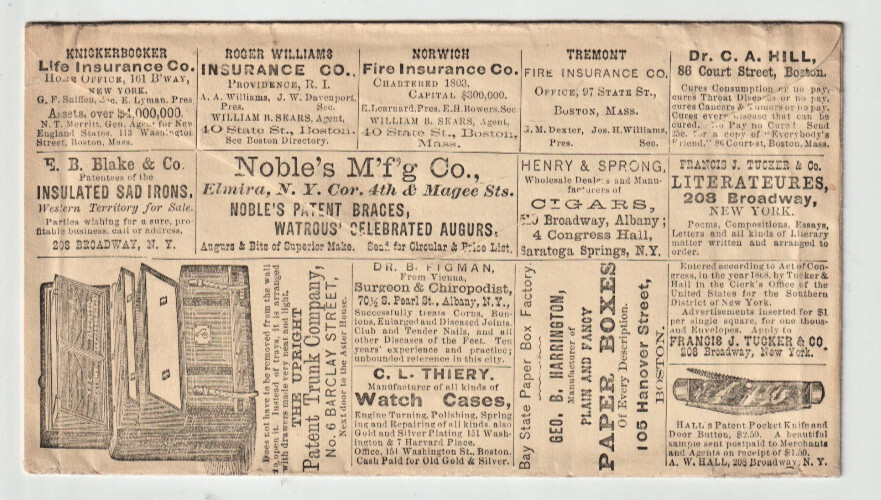 KNICKERBOCKER
Life Insurance Co.
HOME OFFICE, 161 B'WAY,
NEW YORK.
G. F. Sniffen, Sec. E. Lyman. Pres.
Assets, over $4,000,000.
N. T. Merritt, Gen. Agent for New
England States. 113 Washington
Street, Boston, Mass.
ROGER WILLIAMS
INSURANCE CO.,
PROVIDENCE, R. I.
A. A. Williams, J. W. Davenport,
Pres. Sec.
WILLIAM B. SEARS, Agent,
40 State St., Boston.
See Boston Directory.
NORWICH
Fire Insurance Co.
CHARTERED 1803.
CAPITAL $300,000.
E. Learnard, Pres. E. H. Bowers. Sec
WILLIAM B. SEARS, Agent,
40 State St., Boston,
Mass.
TREMONT
FIRE INSURANCE CO,
OFFICE, 97 STATE ST.,
BOSTON, MASS.
G. M. Dexter, Jos. H. Williams,
Pres. Sec.
Dr. C. A. HILL,
86 Court Street, Boston.
Cures Consumption or no pay,
cures Throat Diseases or no pay,
cures Cancers & Tumors or no pay.
Cures every disease that can be
cured. No Pay no Cure! Send
25c. for a copy of "Everybody's
Friend." 86 Court-st, Boston, Mass.
E. B. Blake & Co.
Patentees of the
INSULATED SAD IRONS.
Western Territory for Sale.
Parties wishing for a sure, pro-
fitable business, call or address,
208 BROADWAY, N. Y.
Noble's M'f'g Co.,
Elmira, N. Y. Cor. 4th & Magee Sts.
NOBLE'S PATENT BRACES,
WATROUS' CELEBRATED AUGURS,
Augurs & Bits of Superior Make. Send for Circular & Price List.
HENRY & SPRONG,
Wholesale Dealers and Manu-
facturers of
CIGARS,
Broadway, Albany;
4 Congress Hall,
Saratoga Springs, N.Y.
FRANCIS J. TUCKER & Co.
LITERATEURES,
208 Broadway,
NEW YORK.
Poems, Compositions, Essays,
Letters and all kinds of Literary
matter written and arranged to
order.
Does not have to be removed from the wall
to open it. Instead of trays, it is arranged
with drawers made very neat and light.
THE UPRIGHT
Patent Trunk Company,
No. 6 BARCLAY STREET,
Next door to the Astor House.
DR. B. FIGMAN,
From Vienna,
Surgeon & Chiropodist,
70½ S. Pearl St., Albany, N.Y.,
Successfully treats Corns, Bun-
ions, Enlarged and Diseased Joints,
Club and Tender Nails, and all
other Diseases of the Feet. Ten
years' experience and practice;
unbounded reference in this city.
C. L. THIERY.
Manufacturer of all kinds of
Watch Cases,
Engine Turning, Polishing, Spring
ing and Repairing of all kinds. also
Gold and Silver Plating 151 Wash-
ington & 7 Harvard Place.
Office, 151 Washington St., Boston.
Cash Paid for Old Gold & Silver.
Bay State Paper Box Factory.
GEO. B. HARRINGTON,
Manufacturer of
PLAIN AND FANCY
PAPER BOXES
Of Every Description.
105 Hanover Street,
BOSTON.
Entered according to Act of Con-
gress, in the year 1868, by Tucker &
Hall in the Clerk's Office of the
United States for the Southern
District of New York.
Advertisements inserted for $1
per single square, for one thous-
and Envelopes. Apply to
FRANCIS J. TUCKER & CO.
208 Broadway, New York.
HALL'S Patent Pocket Knife and
Door Button, $2.50. A beautiful
sample sent postpaid to Merchants
and Agents on receipt of $1.50.
A. W. HALL, 208 Broadway, N. Y.